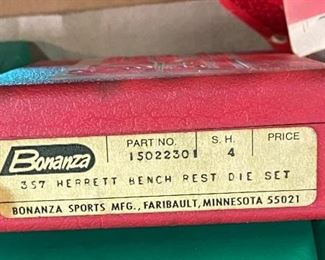 Bonanza
PART NO. S. H. PRICE
15022301 4
357 HERRETT BENCH REST DIE SET
BONANZA SPORTS MFG., FARIBAULT, MINNESOTA 55021